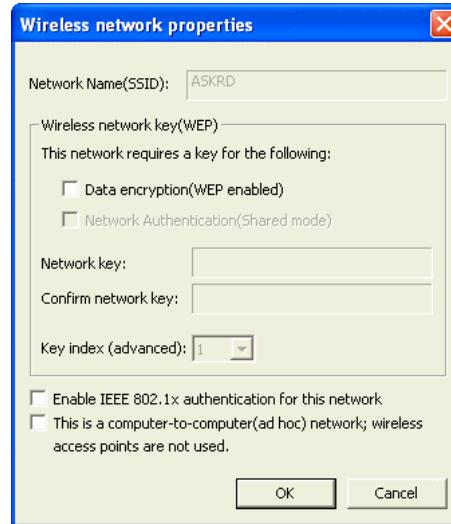 Wireless network properties
Network Name(SSID): ASKRD
Wireless network key(WEP)
This network requires a key for the following:
Data encryption(WEP enabled)
Network Authentication(Shared mode)
Network key:
Confirm network key:
Key index (advanced): 1
Enable IEEE 802.1x authentication for this network
This is a computer-to-computer(ad hoc) network; wireless
access points are not used.
OK Cancel